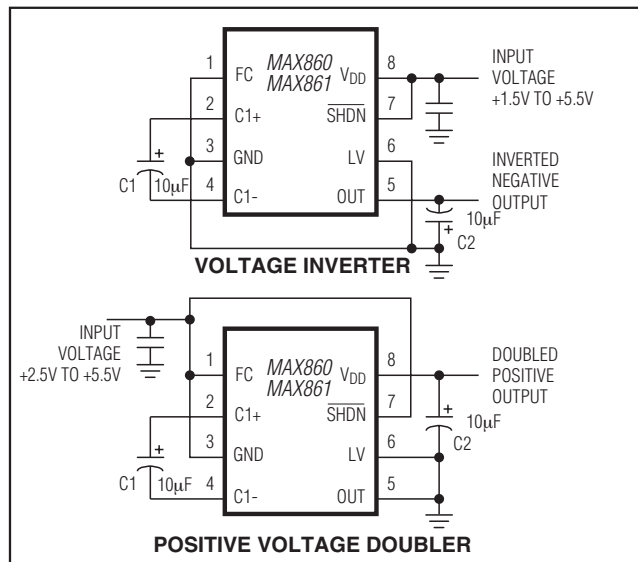 1
2
3
4
FC
C1+
GND
C1-
MAX860
MAX861
VDD
SHDN
LV
OUT
8
7
6
5
C1
+
10µF
INPUT
VOLTAGE
+1.5V TO +5.5V
INVERTED
NEGATIVE
OUTPUT
10µF
+
C2
VOLTAGE INVERTER
INPUT
VOLTAGE
+2.5V TO +5.5V
1
2
3
4
FC
C1+
GND
C1-
MAX860
MAX861
VDD
SHDN
LV
OUT
8
7
6
5
C1
+
10µF
DOUBLED
POSITIVE
OUTPUT
+
10µF
C2
POSITIVE VOLTAGE DOUBLER